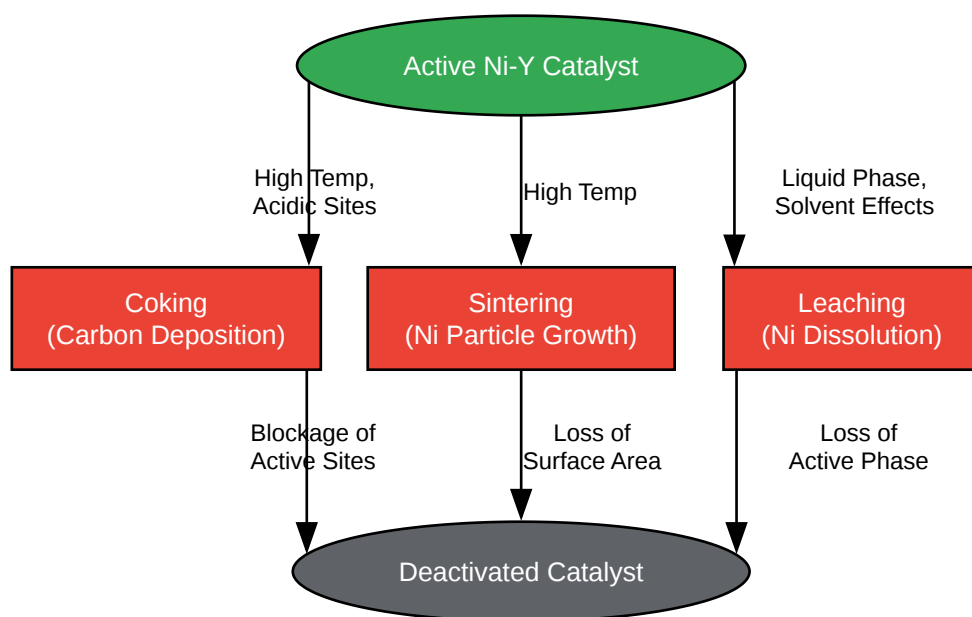 Active Ni-Y Catalyst
High Temp,
Acidic Sites
High Temp
Liquid Phase,
Solvent Effects
Coking
(Carbon Deposition)
Sintering
(Ni Particle Growth)
Leaching
(Ni Dissolution)
Blockage of
Active Sites
Loss of
Surface Area
Loss of
Active Phase
Deactivated Catalyst